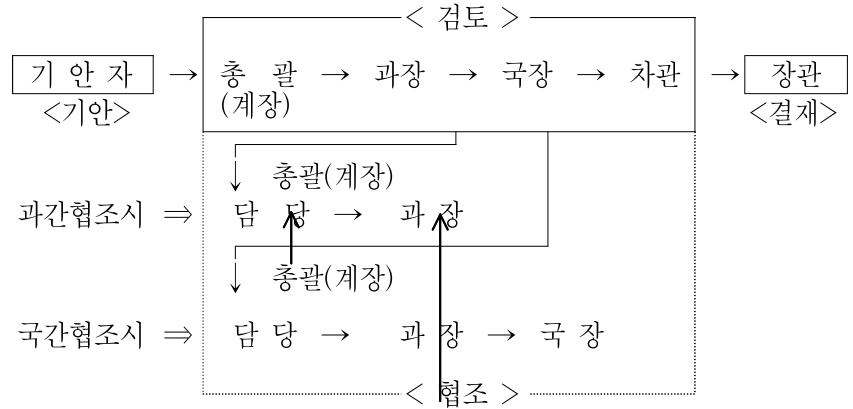 < 검토 >
기 안 자 → 총 괄 → 과장 → 국장 → 차관 → 장관
<기안> (계장) <결재>
총괄(계장)
과간협조시 ⇒ 담 당 → 과 장
총괄(계장)
국간협조시 ⇒ 담 당 → 과 장 → 국 장
< 협조 >